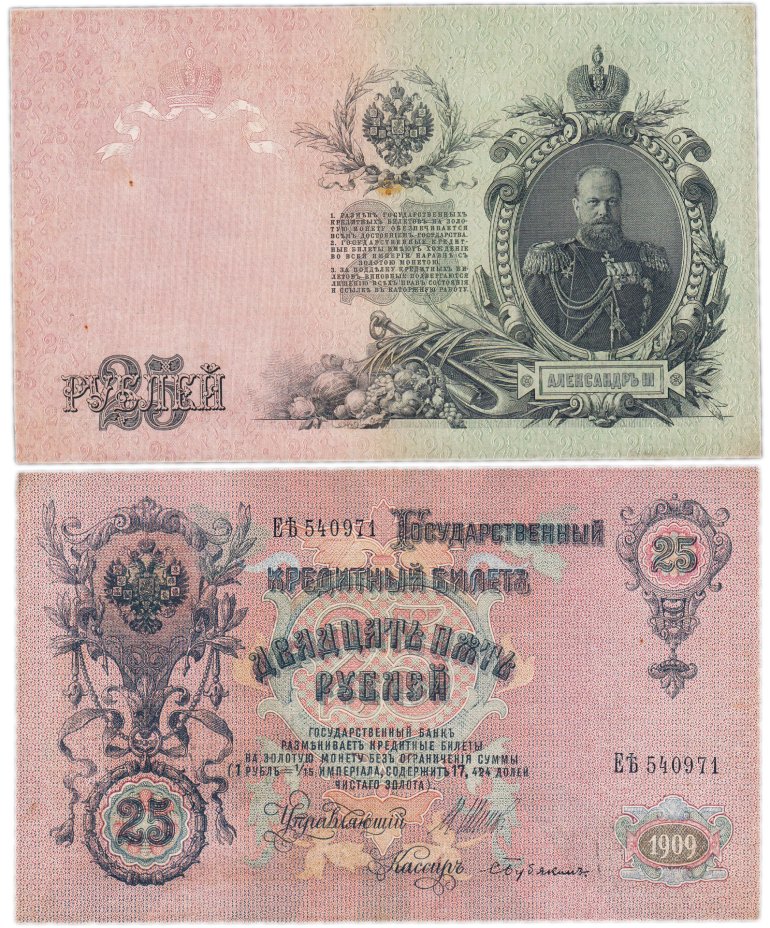 1. РАЗМѢНЪ ГОСУДАРСТВЕННЫХЪ
КРЕДИТНЫХЪ БИЛЕТОВЪ НА ЗОЛО-
ТУЮ МОНЕТУ ОБЕЗПЕЧИВАЕТСЯ
ВСѢМЪ ДОСТОЯНІЕМЪ ГОСУДАРСТВА.
2. ГОСУДАРСТВЕННЫЕ КРЕДИТ-
НЫЕ БИЛЕТЫ ИМѢЮТЪ ХОЖДЕНІЕ
ВО ВСЕЙ ИМПЕРІИ НАРАВНѢ СЪ
ЗОЛОТОЮ МОНЕТОЮ.
3. ЗА ПОДДѢЛКУ КРЕДИТНЫХЪ БИ-
ЛЕТОВЪ ВИНОВНЫЕ ПОДВЕРГАЮТСЯ
ЛИШЕНІЮ ВСѢХЪ ПРАВЪ СОСТОЯНІЯ
И ССЫЛКѢ ВЪ КАТОРЖНУЮ РАБОТУ.
25
РУБЛЕЙ
АЛЕКСАНДРЪ III
ЕѢ 540971
ГОСУДАРСТВЕННЫЙ
КРЕДИТНЫЙ БИЛЕТЪ
25
ДВАДЦАТЬ ПЯТЬ
РУБЛЕЙ
ГОСУДАРСТВЕННЫЙ БАНКЪ
РАЗМѢНИВАЕТЪ КРЕДИТНЫЕ БИЛЕТЫ
НА ЗОЛОТУЮ МОНЕТУ БЕЗЪ ОГРАНИЧЕНІЯ СУММЫ
(1 РУБЛЬ = 1/15 ИМПЕРІАЛА, СОДЕРЖИТЪ 17, 424 ДОЛЕЙ
ЧИСТАГО ЗОЛОТА).
ЕѢ 540971
25
Управляющій
Кассиръ
1909